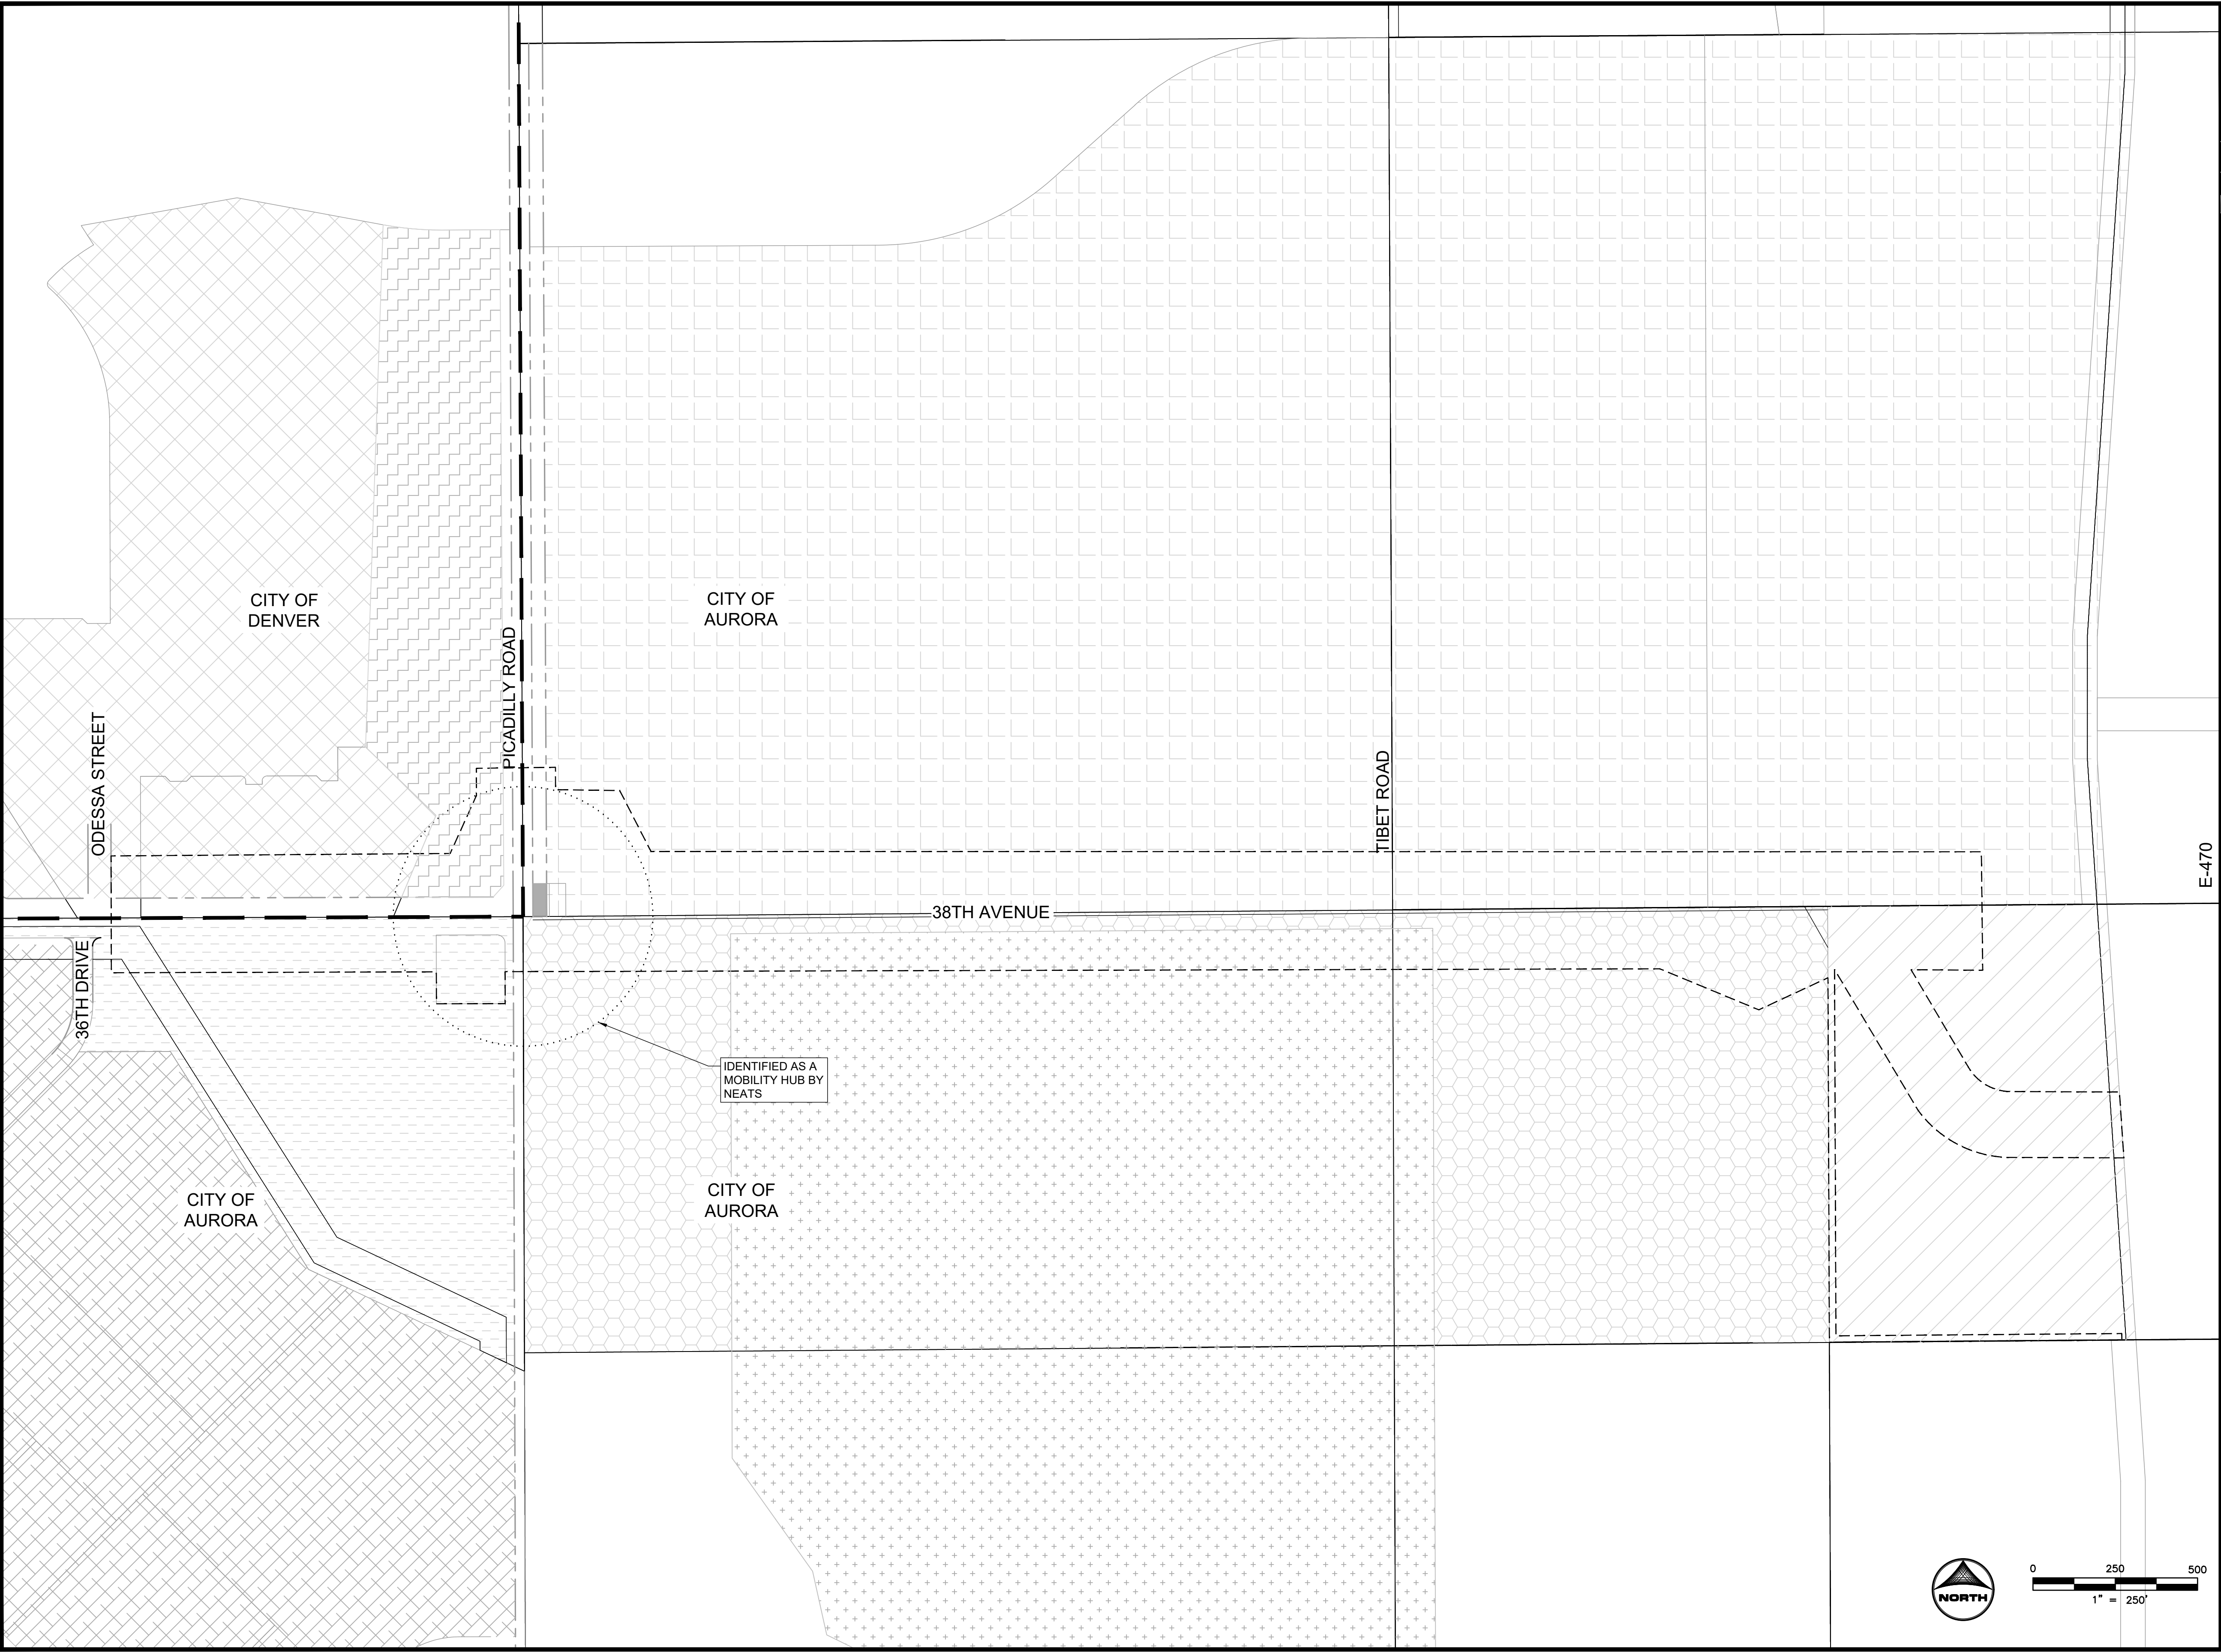 CITY OF
DENVER
CITY OF
AURORA
PICADILLY ROAD
ODESSA STREET
TIBET ROAD
E-470
38TH AVENUE
36TH DRIVE
IDENTIFIED AS A
MOBILITY HUB BY
NEATS
CITY OF
AURORA
CITY OF
AURORA
NORTH
0 250 500
1" = 250'